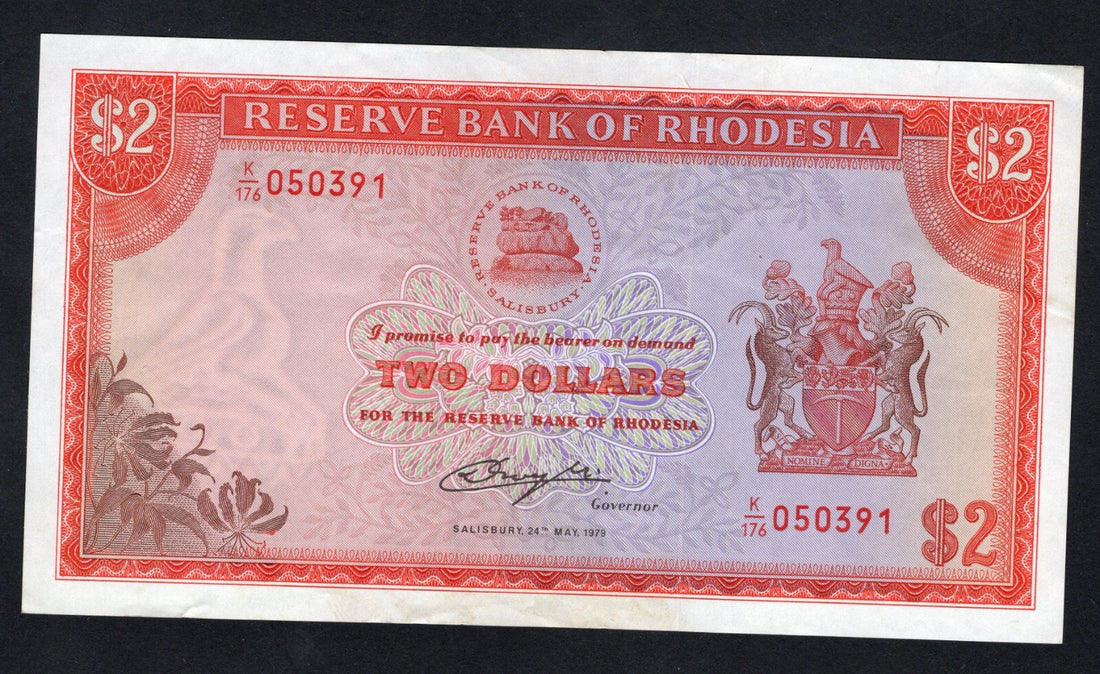 $2
RESERVE BANK OF RHODESIA
$2
K/176 050391
RESERVE BANK OF RHODESIA · SALISBURY ·
I promise to pay the bearer on demand
TWO DOLLARS
FOR THE RESERVE BANK OF RHODESIA
NOMINE DIGNA
Governor
K/176 050391
$2
SALISBURY, 24TH MAY, 1979